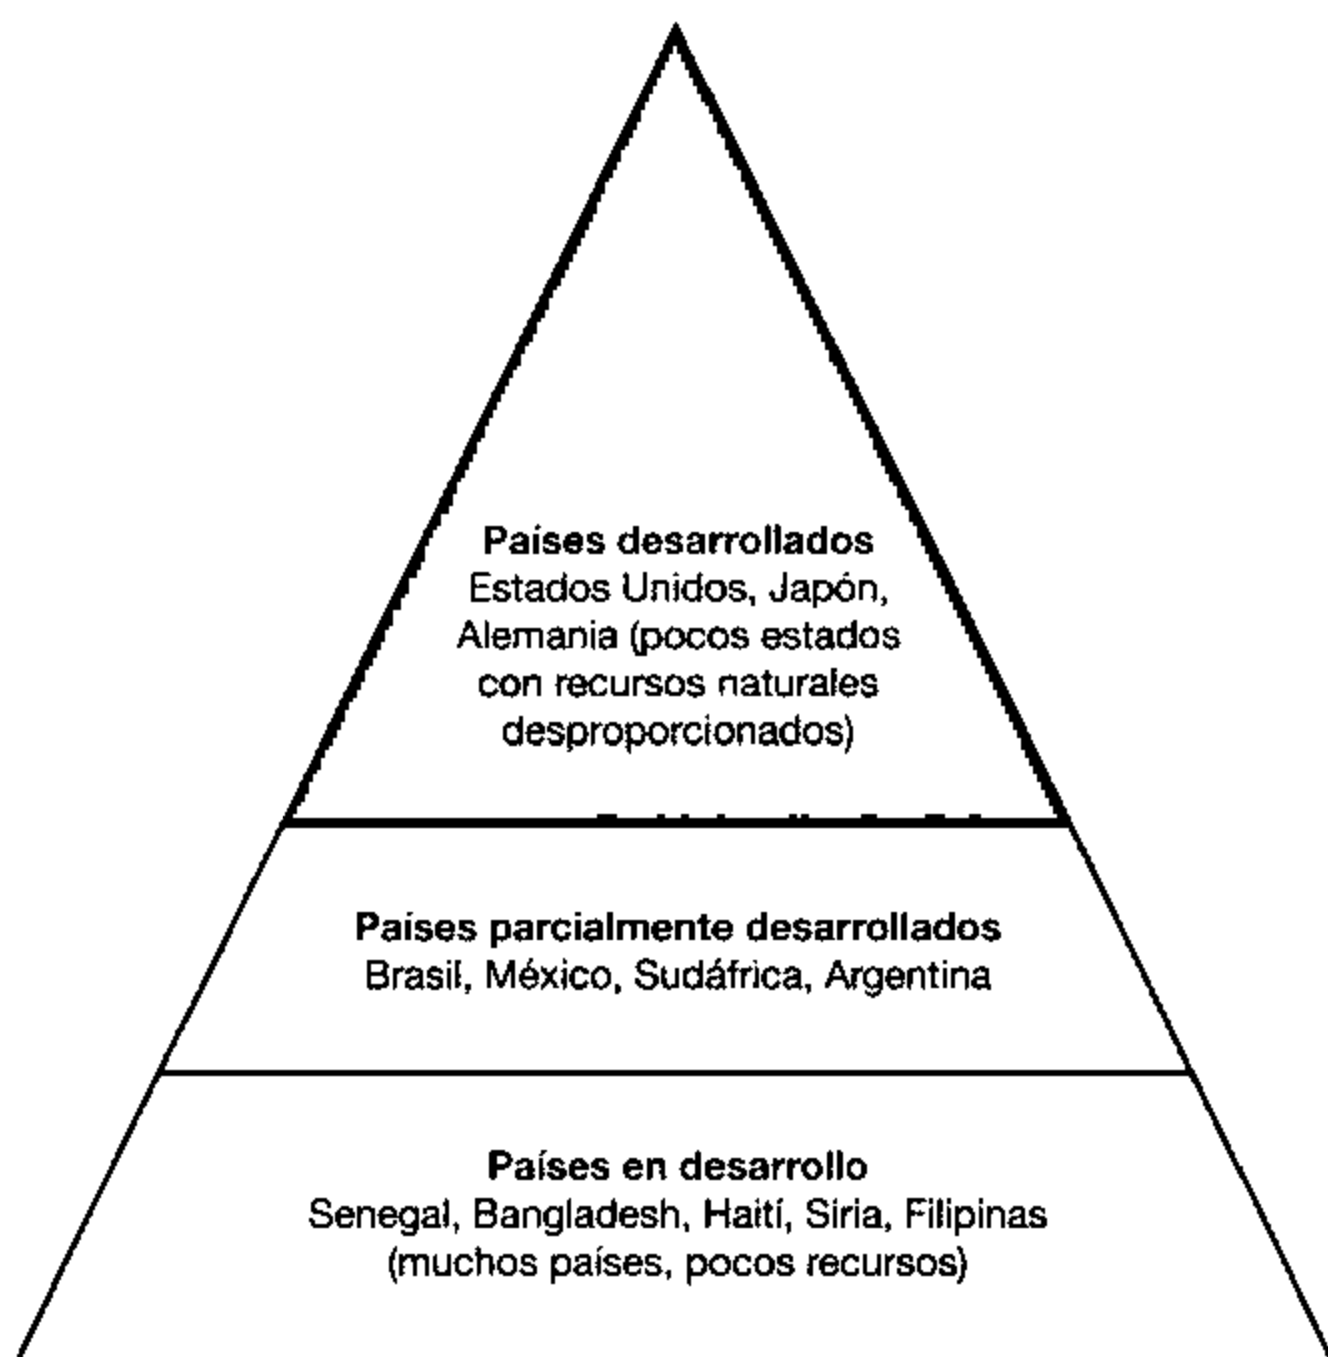 Países desarrollados
Estados Unidos, Japón,
Alemania (pocos estados
con recursos naturales
desproporcionados)
Países parcialmente desarrollados
Brasil, México, Sudáfrica, Argentina
Países en desarrollo
Senegal, Bangladesh, Haití, Siria, Filipinas
(muchos países, pocos recursos)